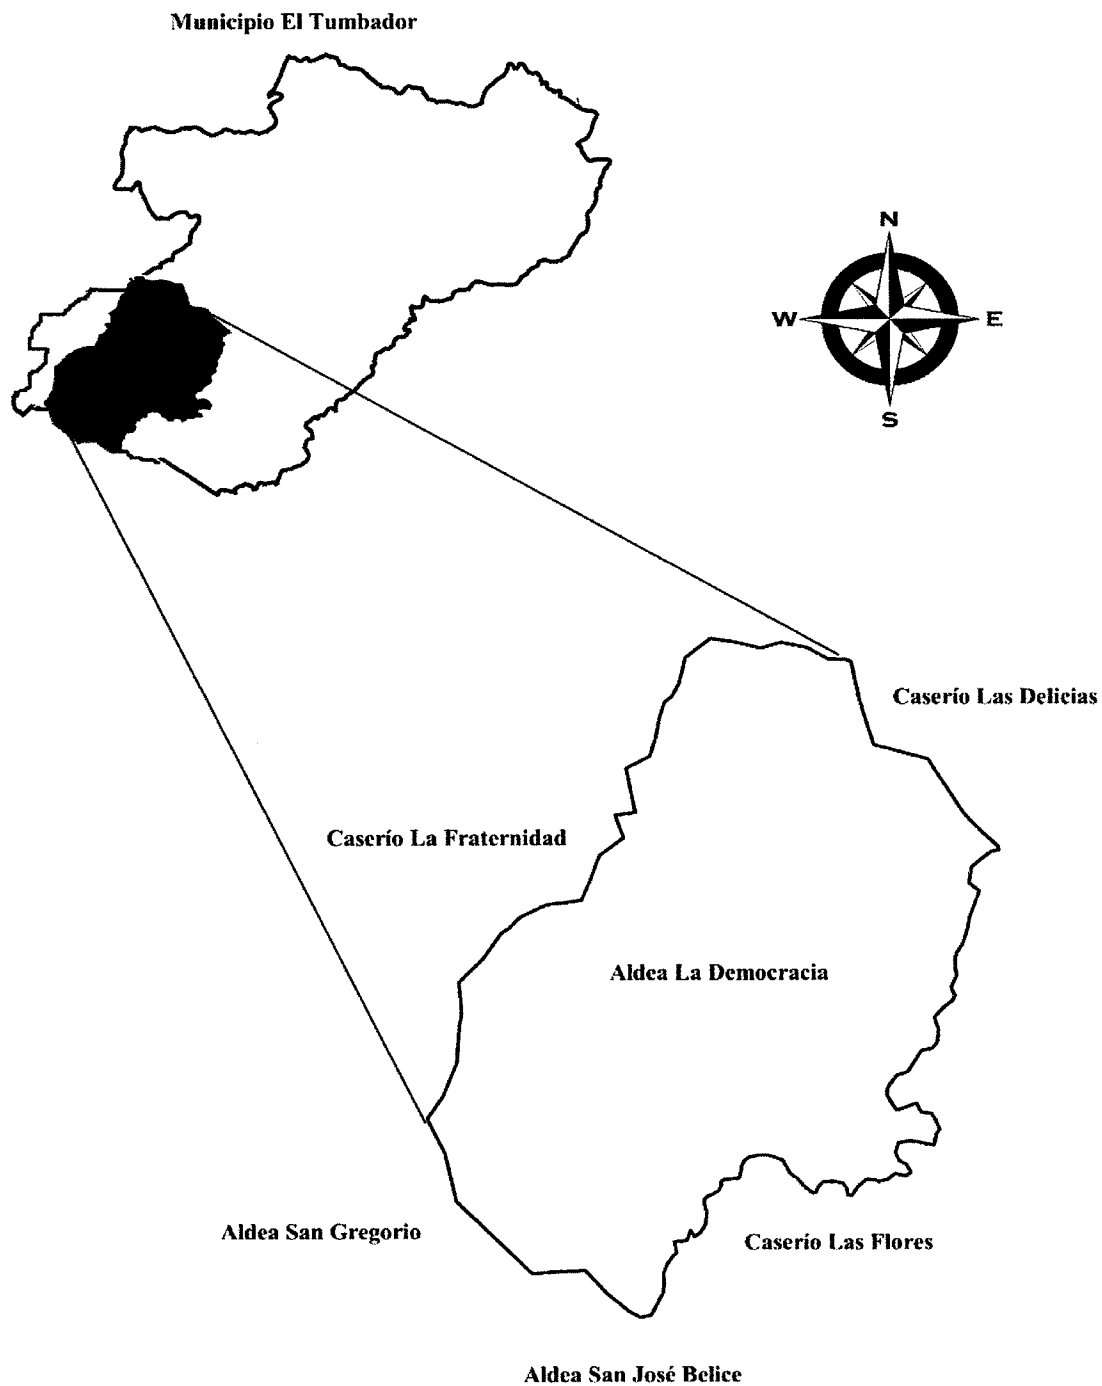 Municipio El Tumbador
N
W
E
S
Caserío Las Delicias
Caserío La Fraternidad
Aldea La Democracia
Aldea San Gregorio
Caserío Las Flores
Aldea San José Belice